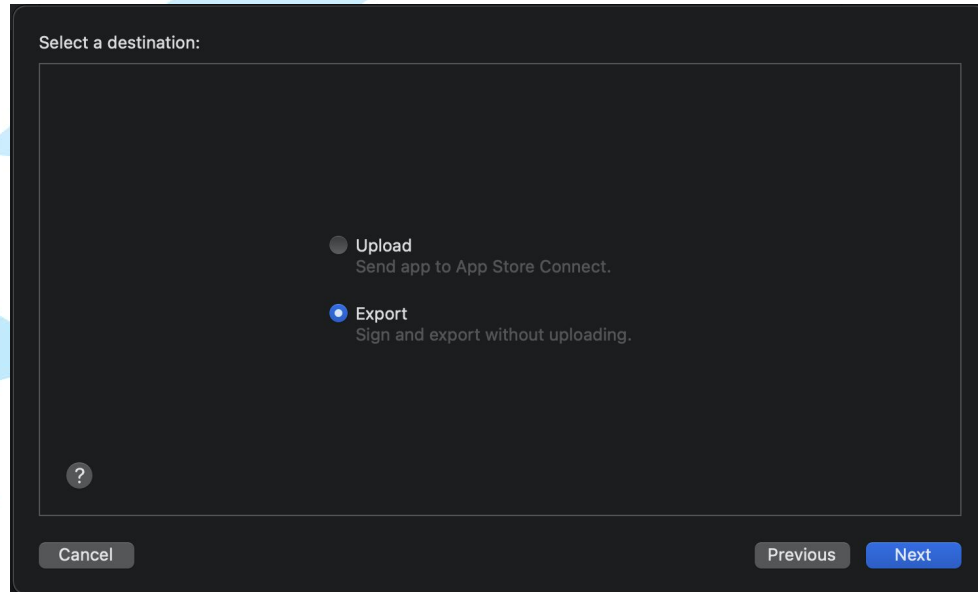 Select a destination:
Upload
Send app to App Store Connect.
Export
Sign and export without uploading.
?
Cancel
Previous
Next